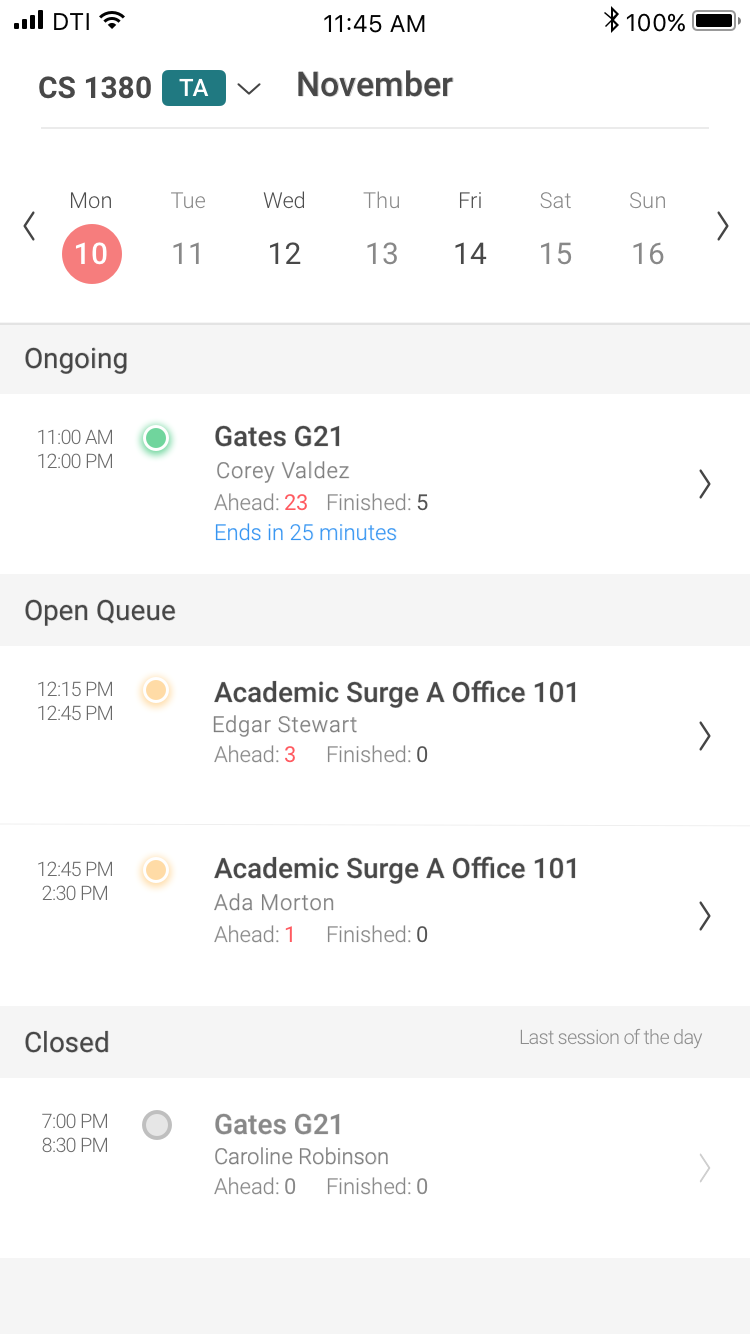 DTI 11:45 AM 100%
CS 1380 TA November
Mon Tue Wed Thu Fri Sat Sun
10 11 12 13 14 15 16
Ongoing
11:00 AM
12:00 PM
Gates G21
Corey Valdez
Ahead: 23 Finished: 5
Ends in 25 minutes
Open Queue
12:15 PM
12:45 PM
Academic Surge A Office 101
Edgar Stewart
Ahead: 3 Finished: 0
12:45 PM
2:30 PM
Academic Surge A Office 101
Ada Morton
Ahead: 1 Finished: 0
Closed Last session of the day
7:00 PM
8:30 PM
Gates G21
Caroline Robinson
Ahead: 0 Finished: 0